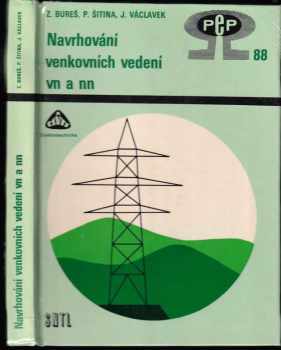 Z. BUREŠ, P. ŠITINA, J. VÁCLAVEK
PEP
88
Navrhování
venkovních vedení
vn a nn
SNTL
Z. BUREŠ, P. ŠITINA, J. VÁCLAVEK
Navrhování venkovních vedení vn a nn